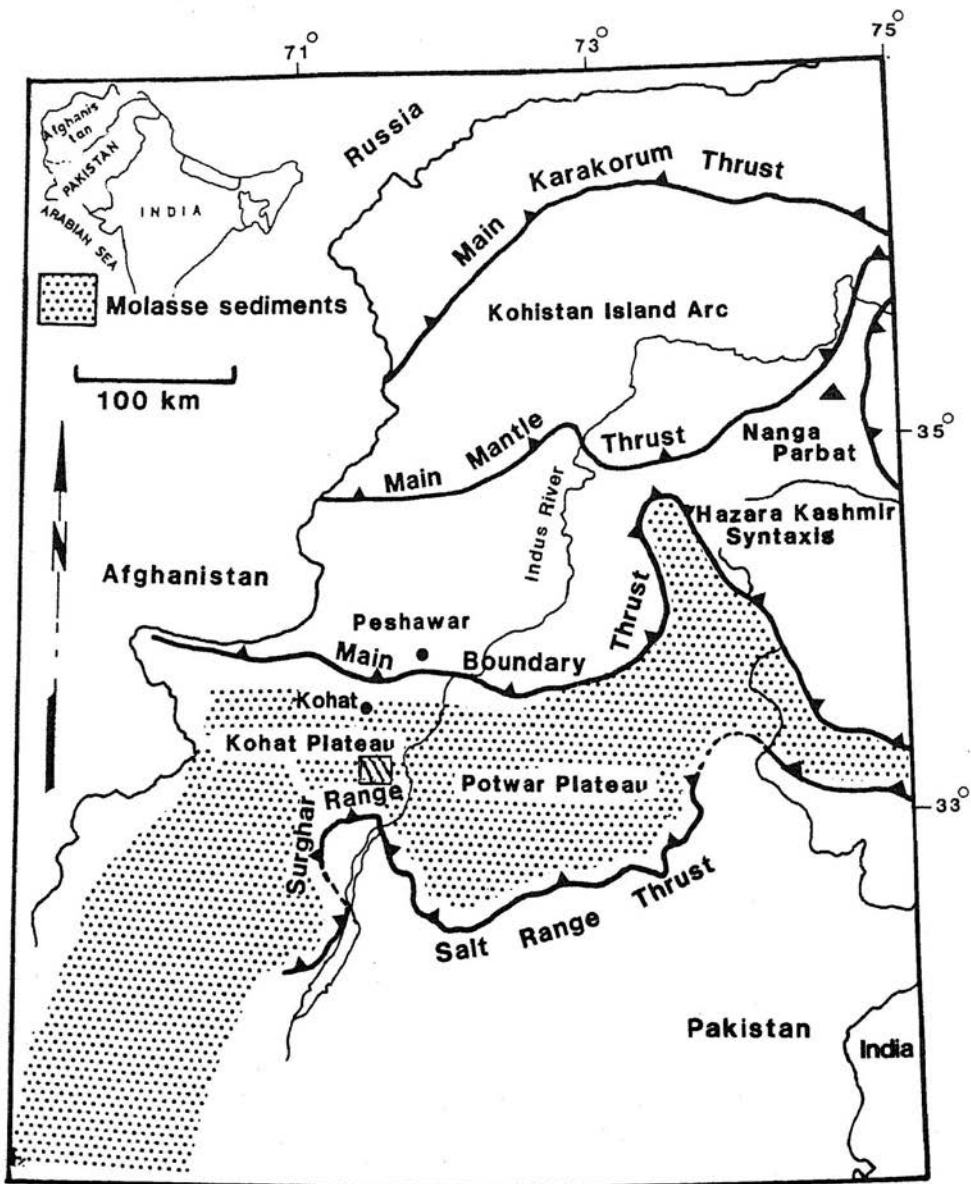 71°
73°
75°
Afghanis
tan
PAKISTAN
INDIA
ARABIAN SEA
Russia
Main Karakorum Thrust
Molasse sediments
Kohistan Island Arc
100 km
35°
Main Mantle Thrust
Nanga
Parbat
N
Indus River
Hazara Kashmir
Syntaxis
Afghanistan
Peshawar
Main Boundary Thrust
Kohat
Kohat Plateau
Potwar Plateau
33°
Surghar Range
Salt Range Thrust
Pakistan
India